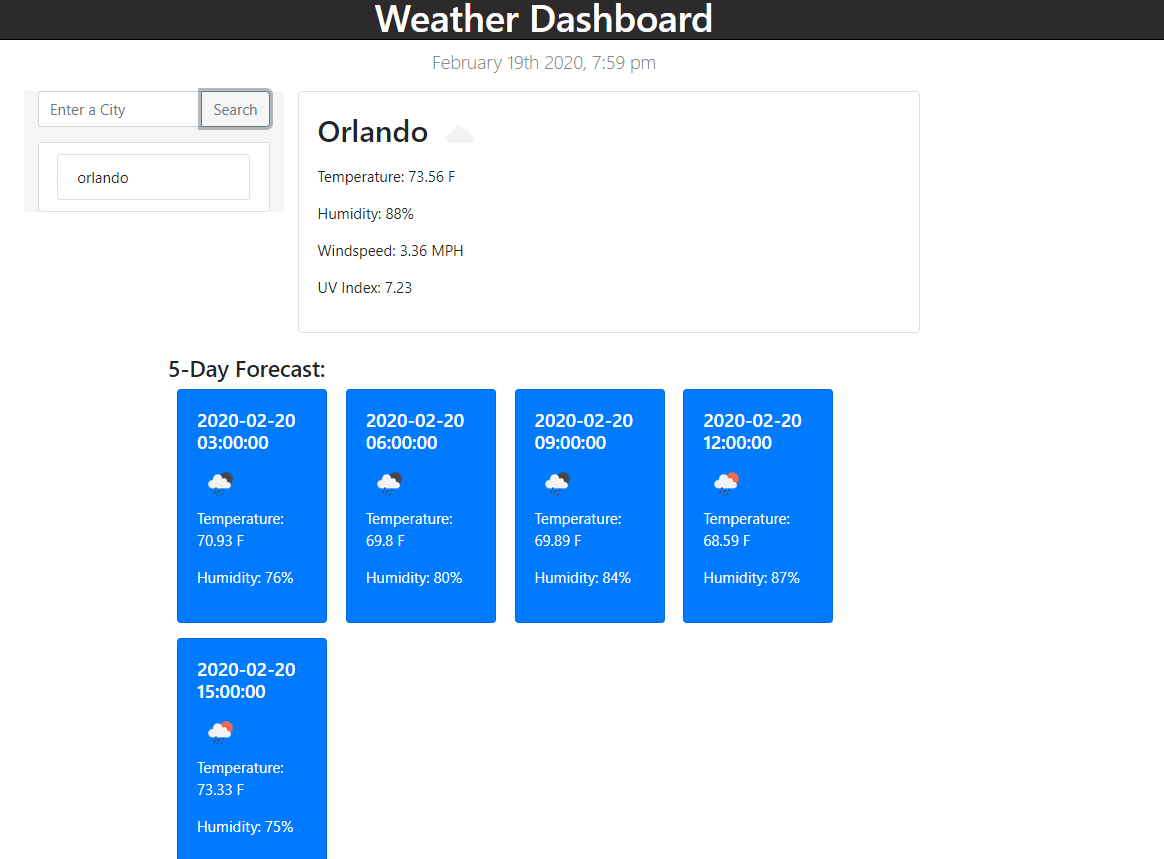 Weather Dashboard
February 19th 2020, 7:59 pm
Enter a City
Search
orlando
Orlando
Temperature: 73.56 F
Humidity: 88%
Windspeed: 3.36 MPH
UV Index: 7.23
5-Day Forecast:
2020-02-20
03:00:00
Temperature:
70.93 F
Humidity: 76%
2020-02-20
06:00:00
Temperature:
69.8 F
Humidity: 80%
2020-02-20
09:00:00
Temperature:
69.89 F
Humidity: 84%
2020-02-20
12:00:00
Temperature:
68.59 F
Humidity: 87%
2020-02-20
15:00:00
Temperature:
73.33 F
Humidity: 75%